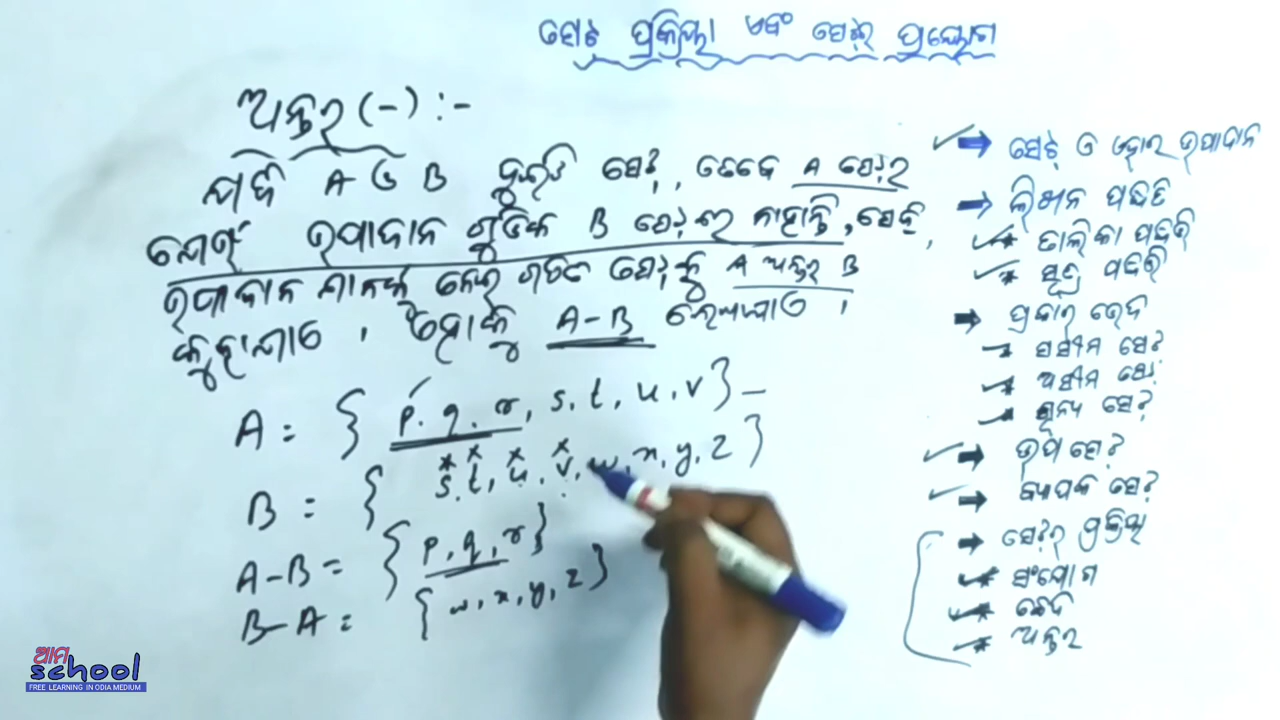 ସେଟ୍ ପ୍ରକ୍ରିୟା ଏବଂ ସେଟ୍‌ର ପ୍ରୟୋଗ
ଅନ୍ତର (-) :-
ଯଦି A ଓ B ଦୁଇଟି ସେଟ୍, ତେବେ A ସେଟ୍‌ର
ଯେଉଁ ଉପାଦାନ ଗୁଡିକ B ସେଟ୍‌ରେ ନାହାନ୍ତି, ସେହି
ଉପାଦାନ ମାନଙ୍କୁ ନେଇ ଗଠିତ ସେଟ୍‌କୁ A ଅନ୍ତର B
କୁହାଯାଏ । ଏହାକୁ A-B ଲେଖାଯାଏ ।
A = { p, q, r, s, t, u, v }
B = { s, t, u, v, w, x, y, z }
A-B = { p, q, r }
B-A = { w, x, y, z }
ସେଟ୍ ଓ ଏହାର ଉପାଦାନ
ଲିଖନ ପଦ୍ଧତି
* ତାଲିକା ପଦ୍ଧତି
* ସୂତ୍ର ପଦ୍ଧତି
ପ୍ରକାର ଭେଦ
ସସୀମ ସେଟ୍
ଅସୀମ ସେଟ୍
ଶୂନ୍ୟ ସେଟ୍
ଉପ ସେଟ୍
ବ୍ୟାପକ ସେଟ୍
ସେଟ୍‌ର ପ୍ରକ୍ରିୟା
* ସଂଯୋଗ
* ଛେଦ
* ଅନ୍ତର
ଆମ
school
FREE LEARNING IN ODIA MEDIUM